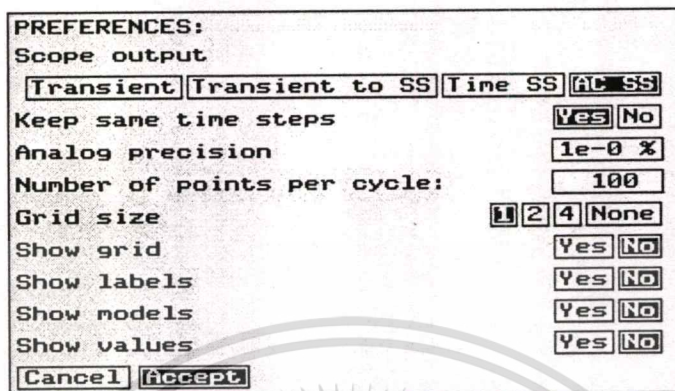 PREFERENCES:
Scope output
Transient Transient to SS Time SS AC SS
Keep same time steps Yes No
Analog precision 1e-0 %
Number of points per cycle: 100
Grid size 1 2 4 None
Show grid Yes No
Show labels Yes No
Show models Yes No
Show values Yes No
Cancel Accept